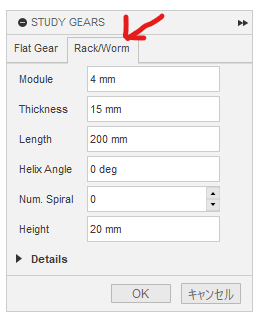 STUDY GEARS
Flat Gear Rack/Worm
Module 4 mm
Thickness 15 mm
Length 200 mm
Helix Angle 0 deg
Num. Spiral 0
Height 20 mm
Details
OK キャンセル